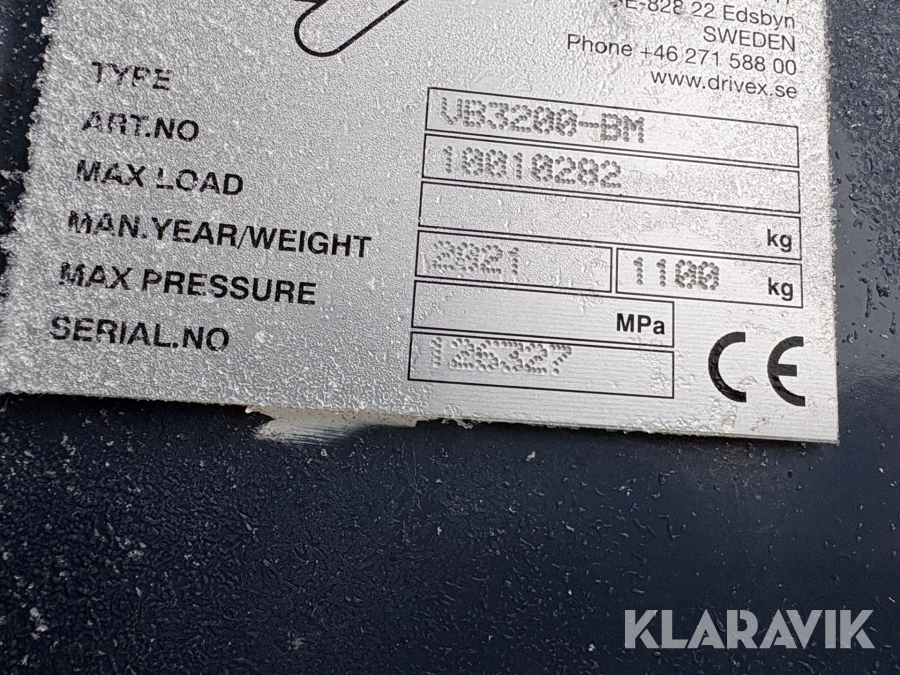 SE-828 22 Edsbyn
SWEDEN
Phone +46 271 588 00
www.drivex.se
TYPE VB3200-BM
ART.NO 10010282
MAX LOAD kg
MAN.YEAR/WEIGHT 2021 1100 kg
MAX PRESSURE MPa
SERIAL.NO 126327
CE
KLARAVIK